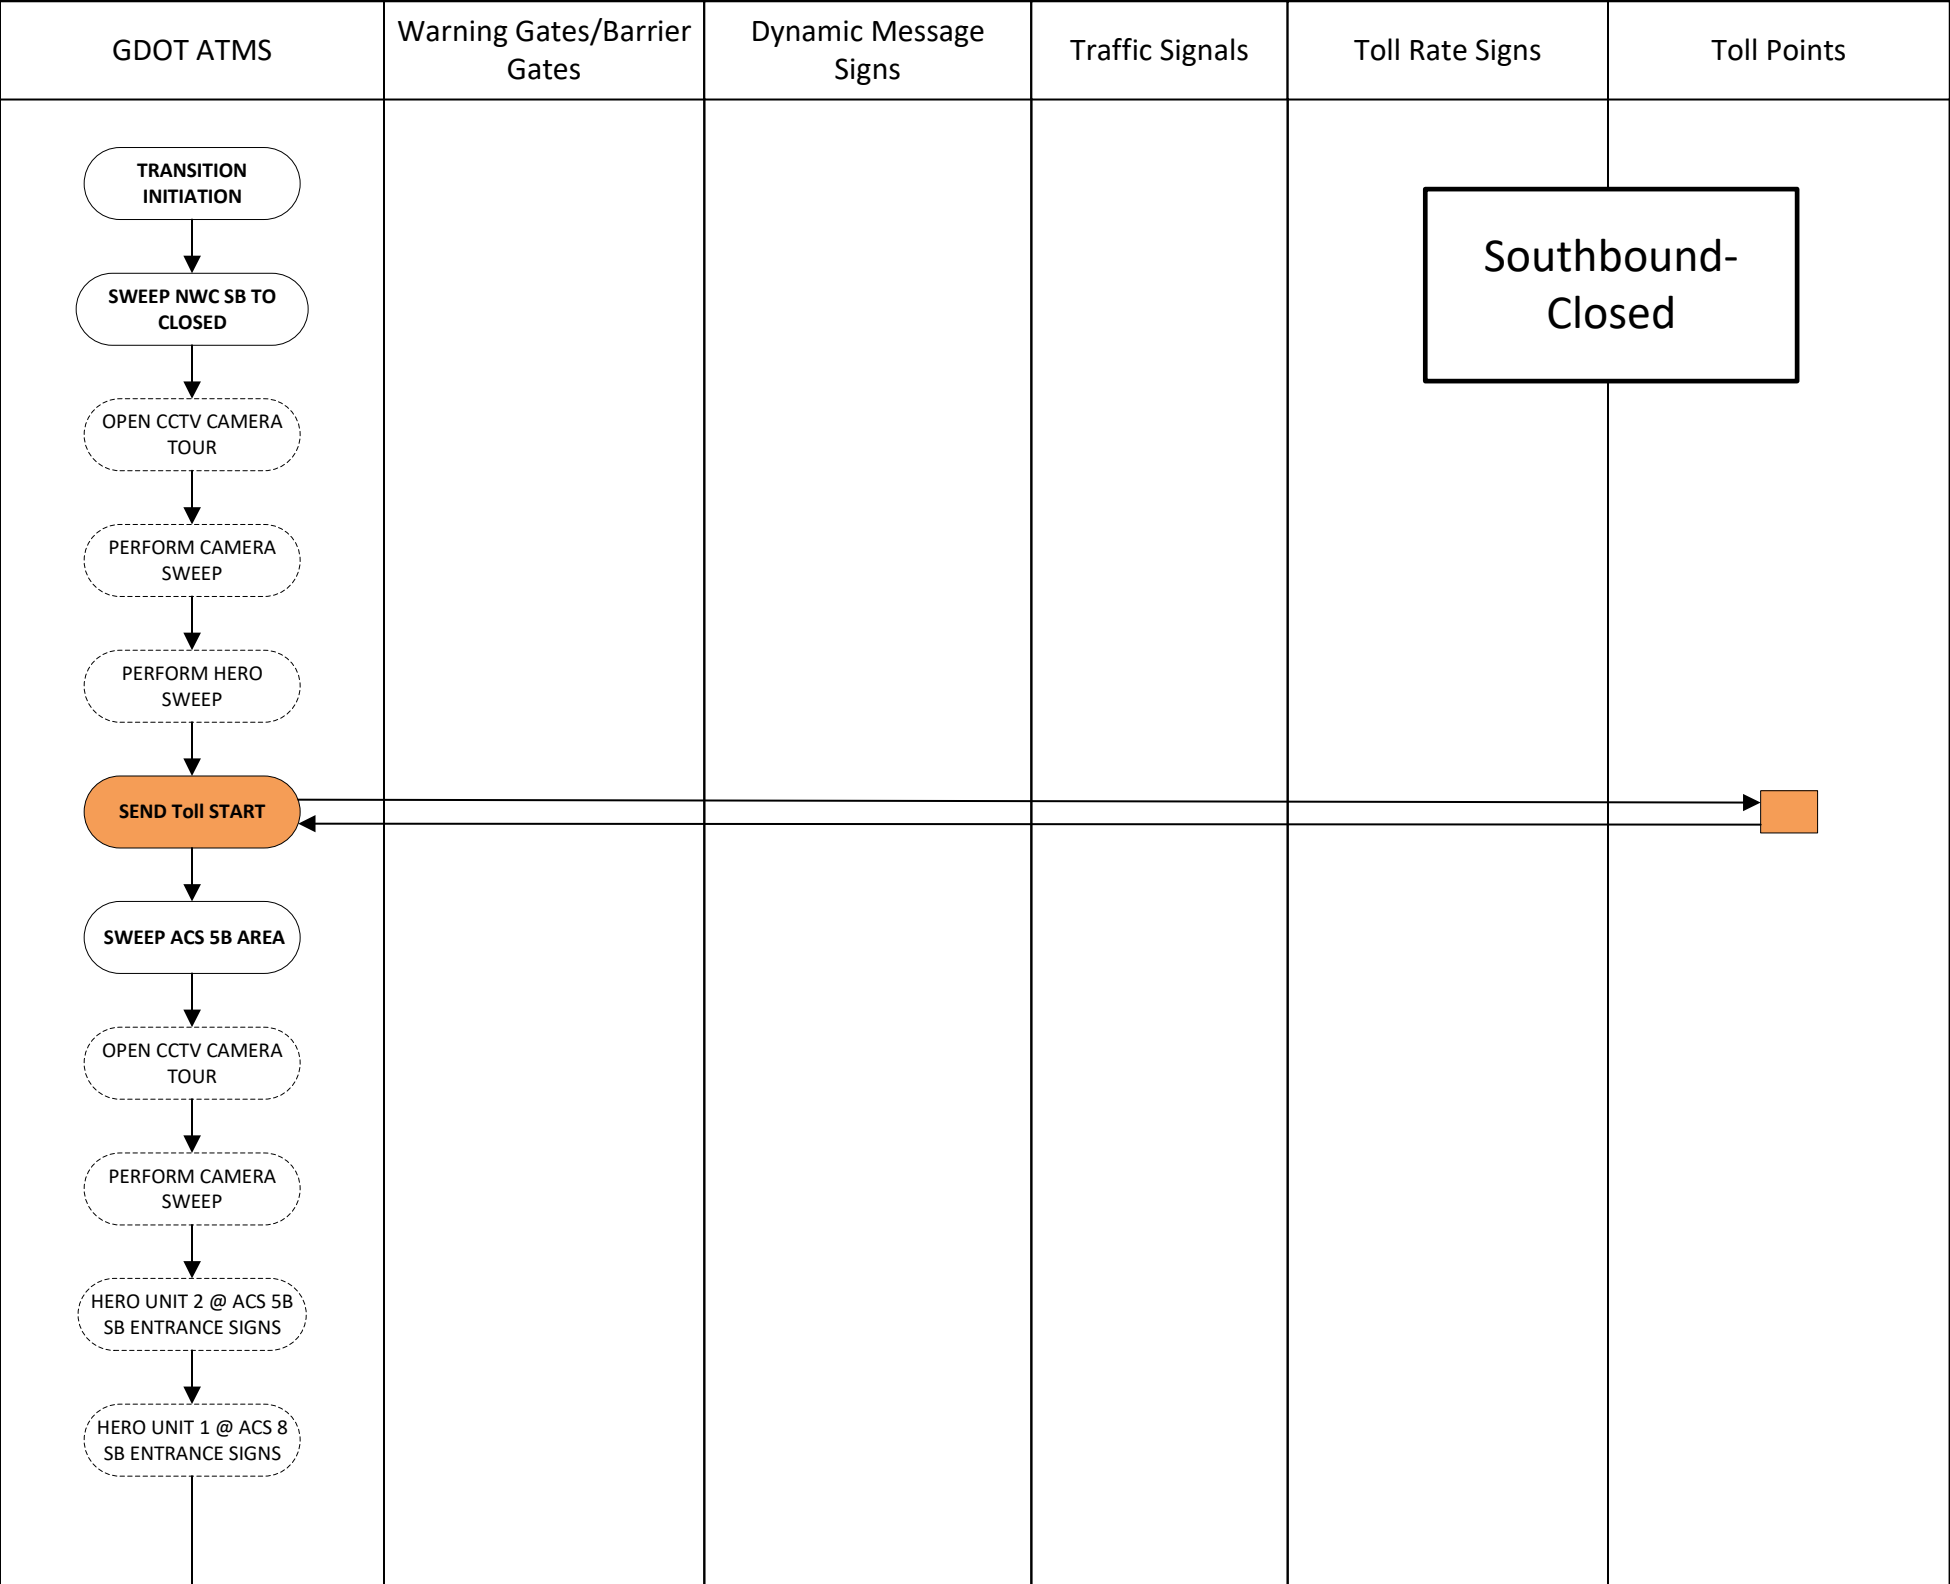 GDOT ATMS
Warning Gates/Barrier
Gates
Dynamic Message
Signs
Traffic Signals
Toll Rate Signs
Toll Points
Southbound-
Closed
TRANSITION
INITIATION
SWEEP NWC SB TO
CLOSED
OPEN CCTV CAMERA
TOUR
PERFORM CAMERA
SWEEP
PERFORM HERO
SWEEP
SEND Toll START
SWEEP ACS 5B AREA
OPEN CCTV CAMERA
TOUR
PERFORM CAMERA
SWEEP
HERO UNIT 2 @ ACS 5B
SB ENTRANCE SIGNS
HERO UNIT 1 @ ACS 8
SB ENTRANCE SIGNS